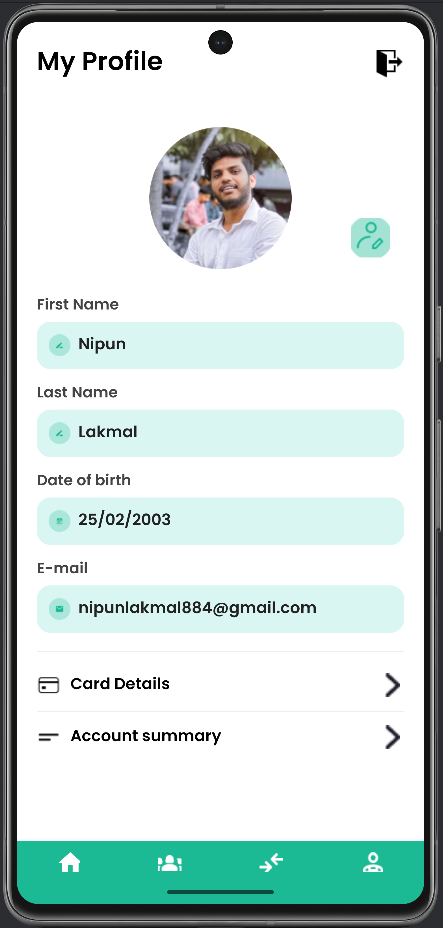 My Profile
First Name
Nipun
Last Name
Lakmal
Date of birth
25/02/2003
E-mail
nipunlakmal884@gmail.com
Card Details
Account summary